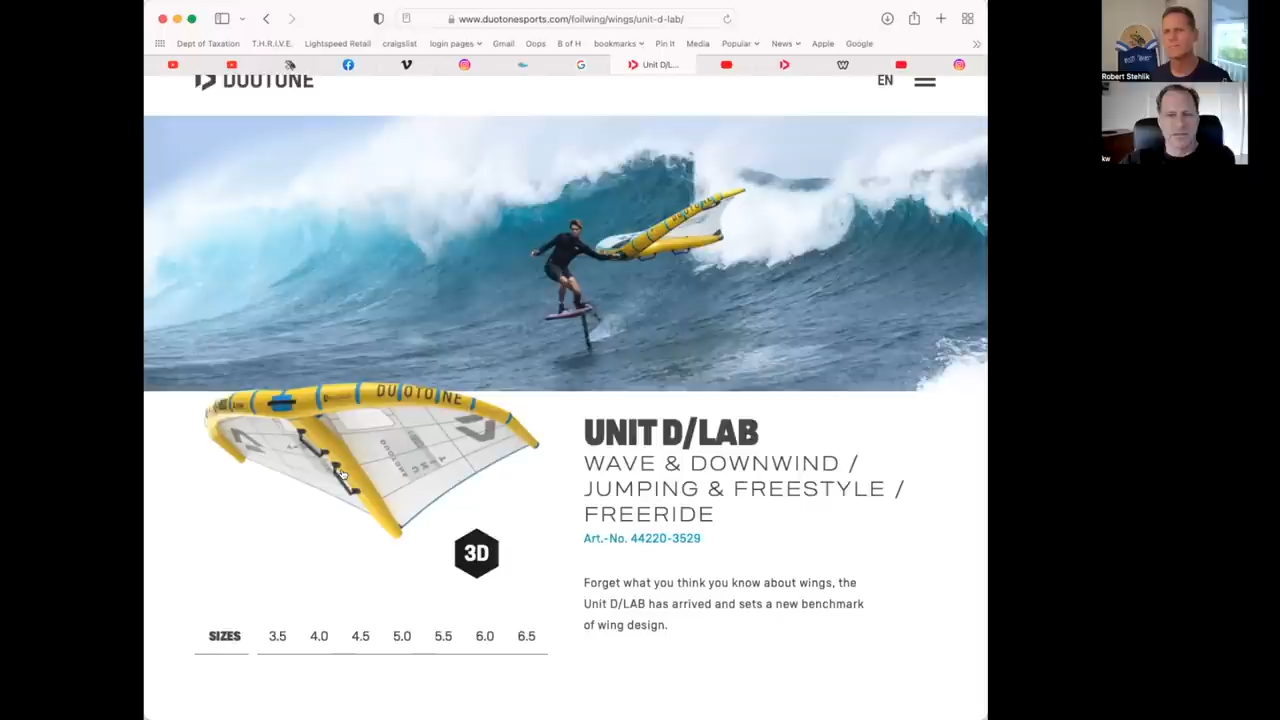 www.duotonesports.com/foilwing/wings/unit-d-lab/
Dept of Taxation T.H.R.I.V.E. Lightspeed Retail craigslist login pages Gmail Oops B of H bookmarks Pin It Media Popular News Apple Google
Unit D/L...
DUOTONE
EN
DUOTONE
UNIT D/LAB
WAVE & DOWNWIND /
JUMPING & FREESTYLE /
FREERIDE
Art.-No. 44220-3529
3D
Forget what you think you know about wings, the
Unit D/LAB has arrived and sets a new benchmark
of wing design.
SIZES 3.5 4.0 4.5 5.0 5.5 6.0 6.5
Robert Stehlik
kw